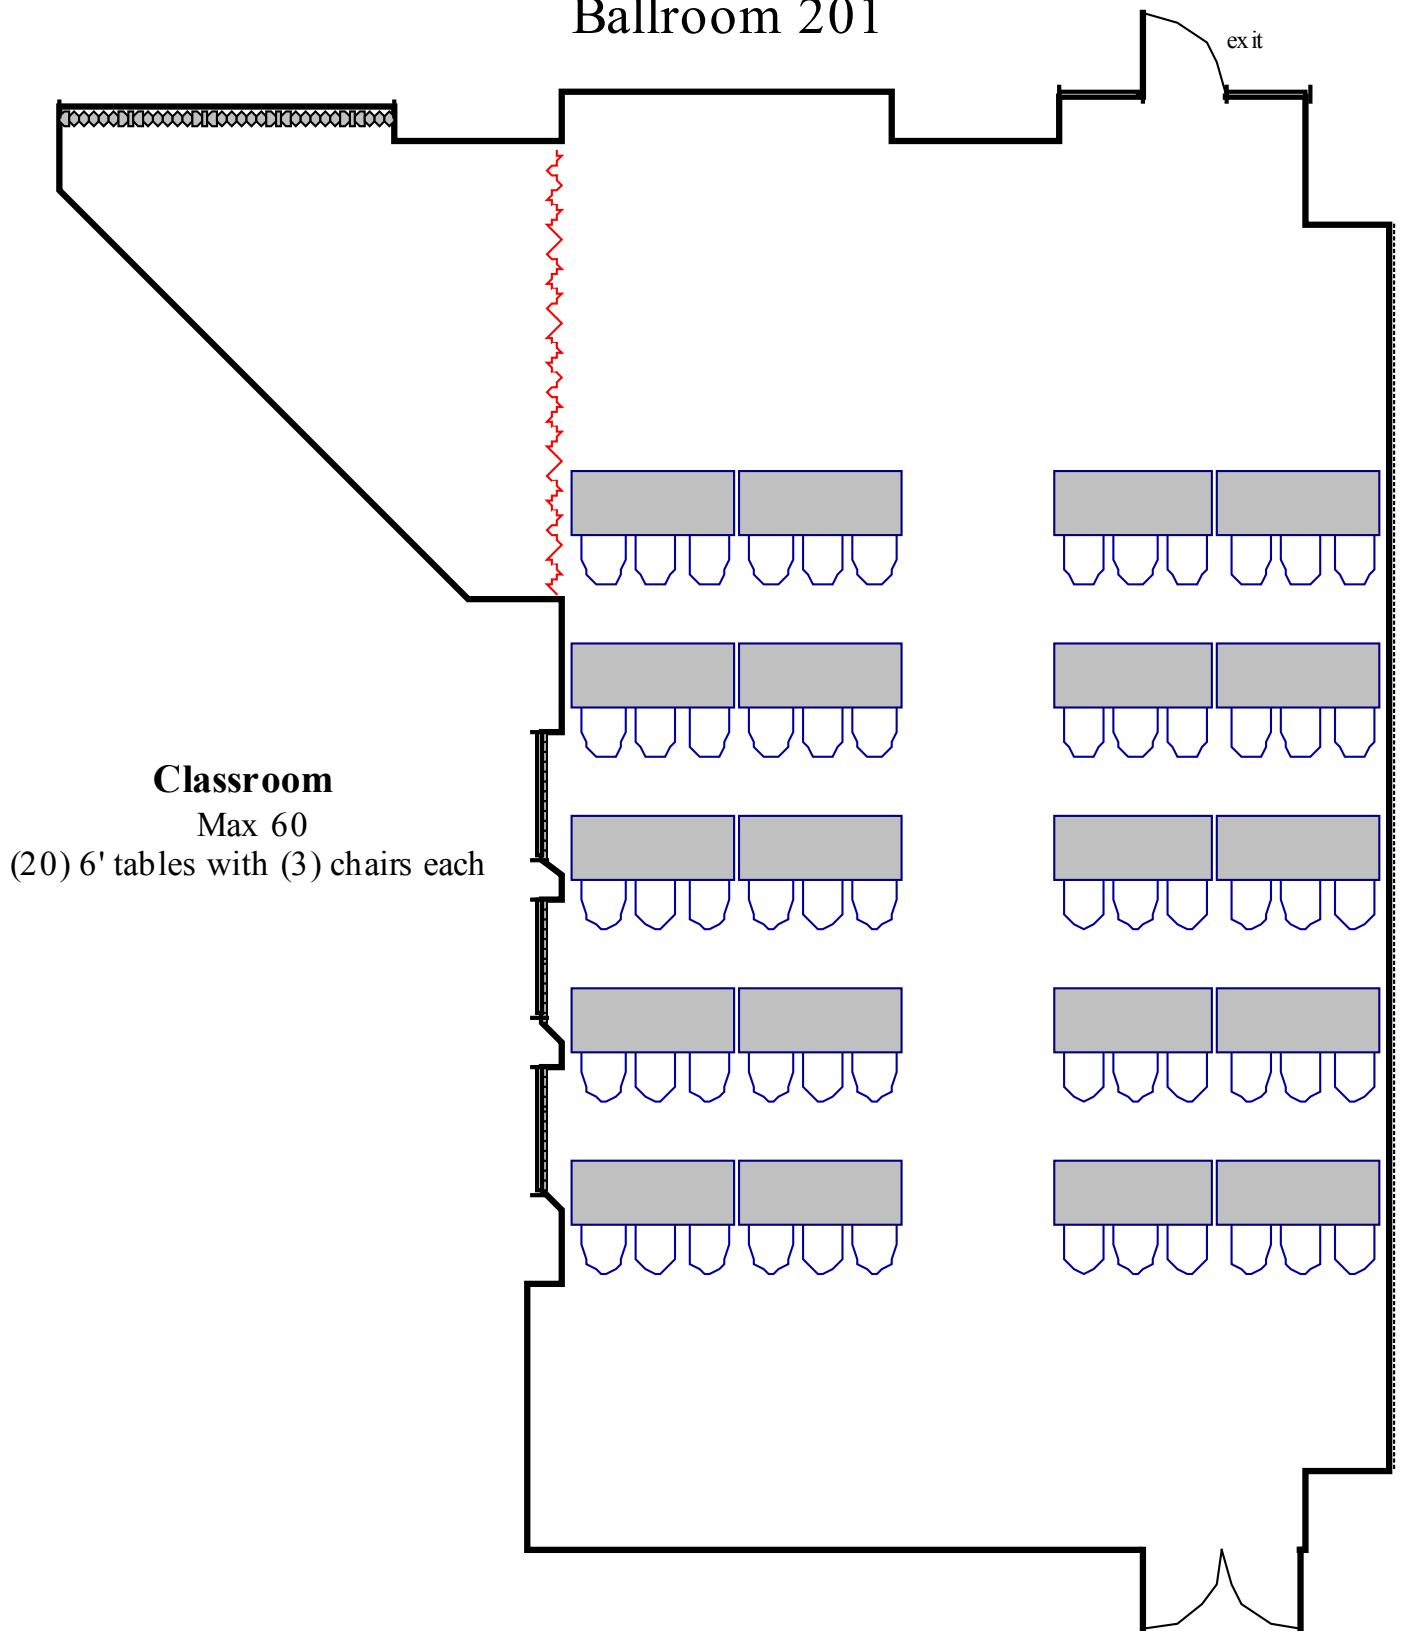 Ballroom 201
exit
Classroom
Max 60
(20) 6' tables with (3) chairs each